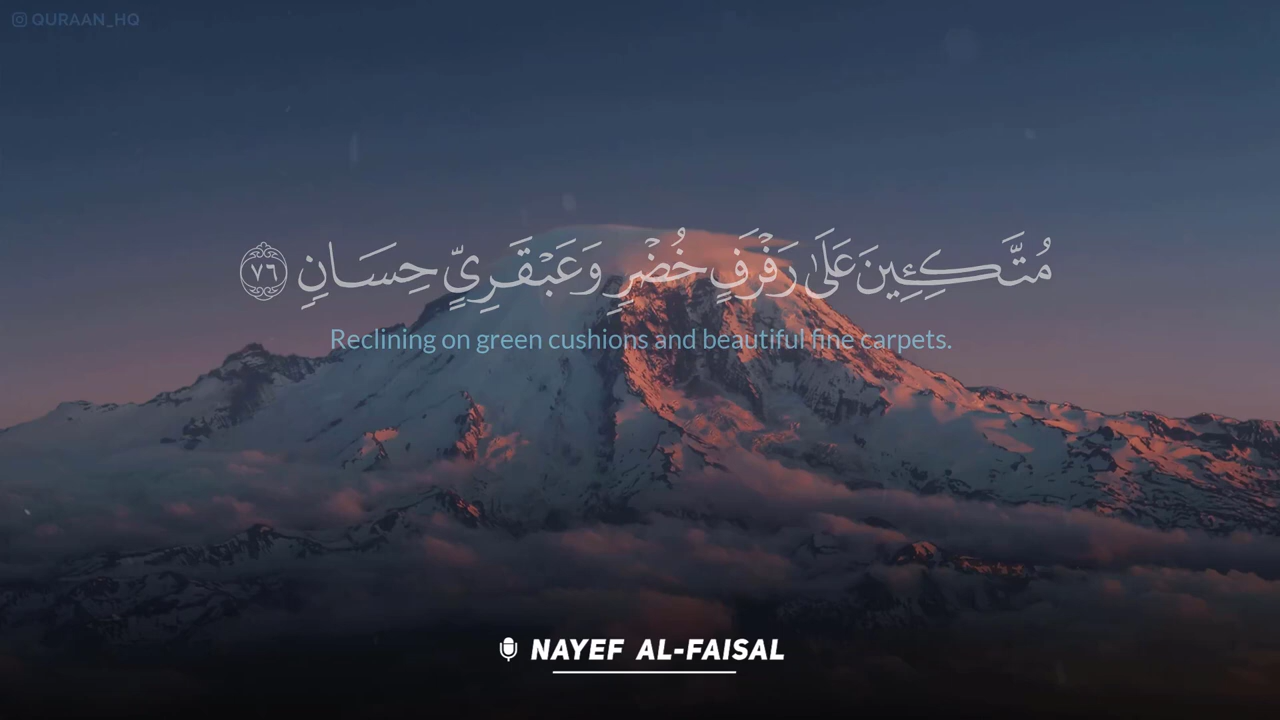 QURAAN_HQ
مُتَّكِـِٔينَ عَلَىٰ رَفْرَفٍ خُضْرٍ وَعَبْقَرِىٍّ حِسَانٍ ٧٦
Reclining on green cushions and beautiful fine carpets.
NAYEF AL-FAISAL